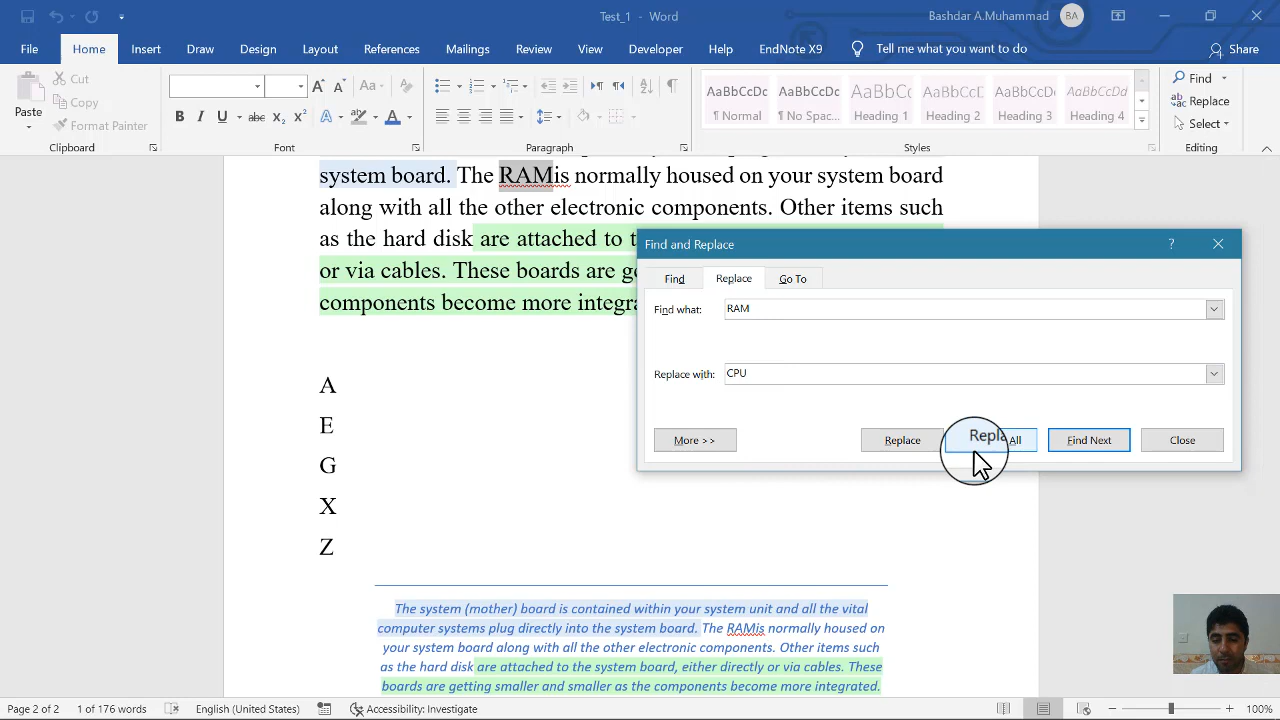 Test_1 - Word
Bashdar A.Muhammad
BA
File Home Insert Draw Design Layout References Mailings Review View Developer Help EndNote X9 Tell me what you want to do Share
Paste
Cut
Copy
Format Painter
Clipboard
Aa
B I U abc X2 X2
Font
Paragraph
AaBbCcDc AaBbCcDc AaBbCcDc AaBbCcDc AaBbCcDc AaBbCcDd
¶ Normal ¶ No Spac... Heading 1 Heading 2 Heading 3 Heading 4
Styles
Find
Replace
Select
Editing
system board. The RAMis normally housed on your system board
along with all the other electronic components. Other items such
as the hard disk are attached to
or via cables. These boards are
components become more
A
E
G
X
Z
Find and Replace
Find Replace Go To
Find what: RAM
Replace with: CPU
More >> Replace All Find Next Close
The system (mother) board is contained within your system unit and all the vital
computer systems plug directly into the system board. The RAMis normally housed on
your system board along with all the other electronic components. Other items such
as the hard disk are attached to the system board, either directly or via cables. These
boards are getting smaller and smaller as the components become more integrated.
Page 2 of 2 1 of 176 words English (United States) Accessibility: Investigate 100%